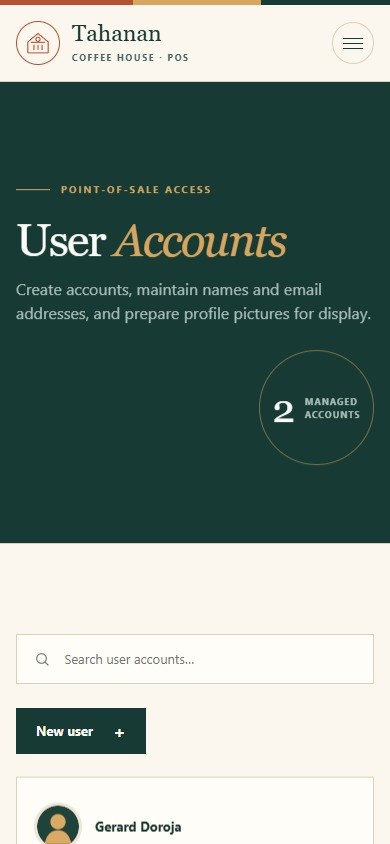 Tahanan
COFFEE HOUSE · POS
POINT-OF-SALE ACCESS
User Accounts
Create accounts, maintain names and email
addresses, and prepare profile pictures for display.
2 MANAGED
ACCOUNTS
Search user accounts...
New user +
Gerard Doroja